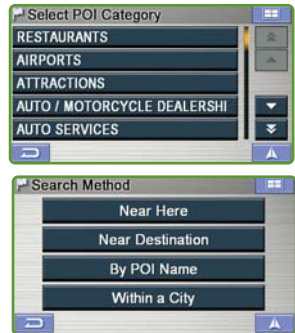 Select POI Category
RESTAURANTS
AIRPORTS
ATTRACTIONS
AUTO / MOTORCYCLE DEALERSHI
AUTO SERVICES
Search Method
Near Here
Near Destination
By POI Name
Within a City